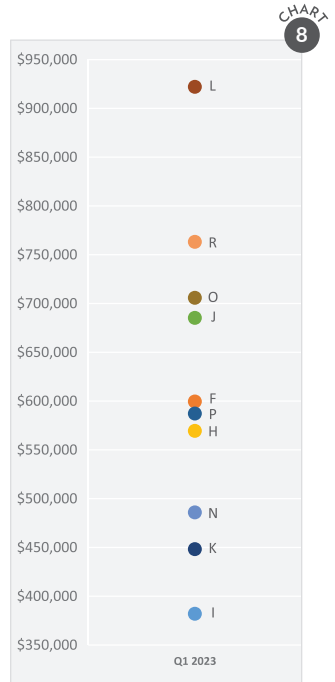 CHART
8
$950,000
L
$900,000
$850,000
$800,000
R
$750,000
O
$700,000
J
$650,000
F
$600,000
P
H
$550,000
$500,000
N
$450,000
K
$400,000
I
$350,000
Q1 2023